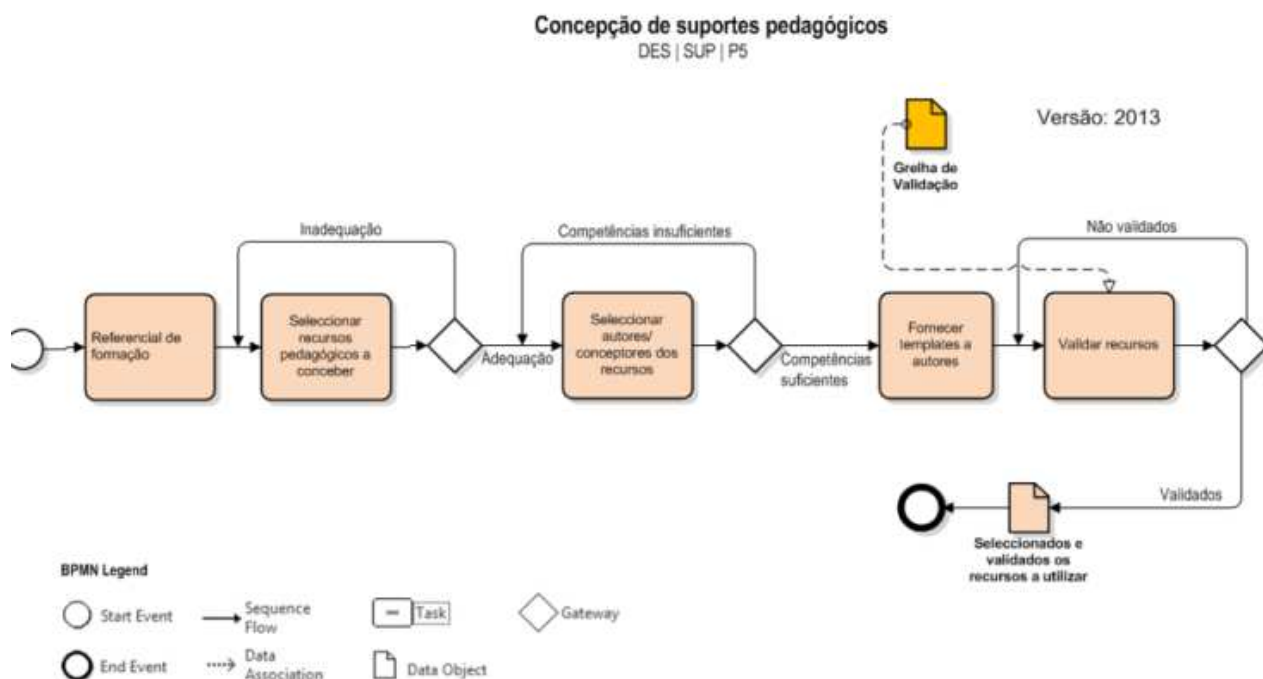 Concepção de suportes pedagógicos
DES | SUP | P5
Versão: 2013
Grelha de
Validação
Inadequação
Competências insuficientes
Não validados
Referencial de
formação
Seleccionar
recursos
pedagógicos a
conceber
Adequação
Seleccionar
autores/
conceptores dos
recursos
Competências
suficientes
Fornecer
templates a
autores
Validar recursos
Validados
Seleccionados e
validados os
recursos a utilizar
BPMN Legend
Start Event
Sequence
Flow
Task
Gateway
End Event
Data
Association
Data Object